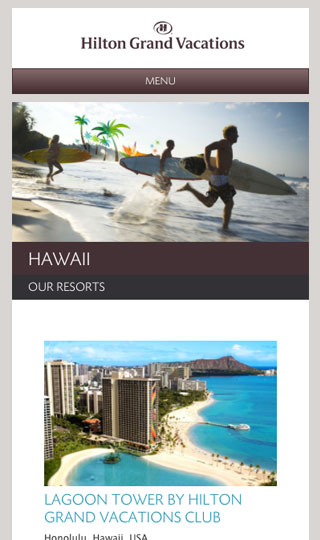 Hilton Grand Vacations
MENU
HAWAII
OUR RESORTS
LAGOON TOWER BY HILTON
GRAND VACATIONS CLUB
Honolulu, Hawaii, USA